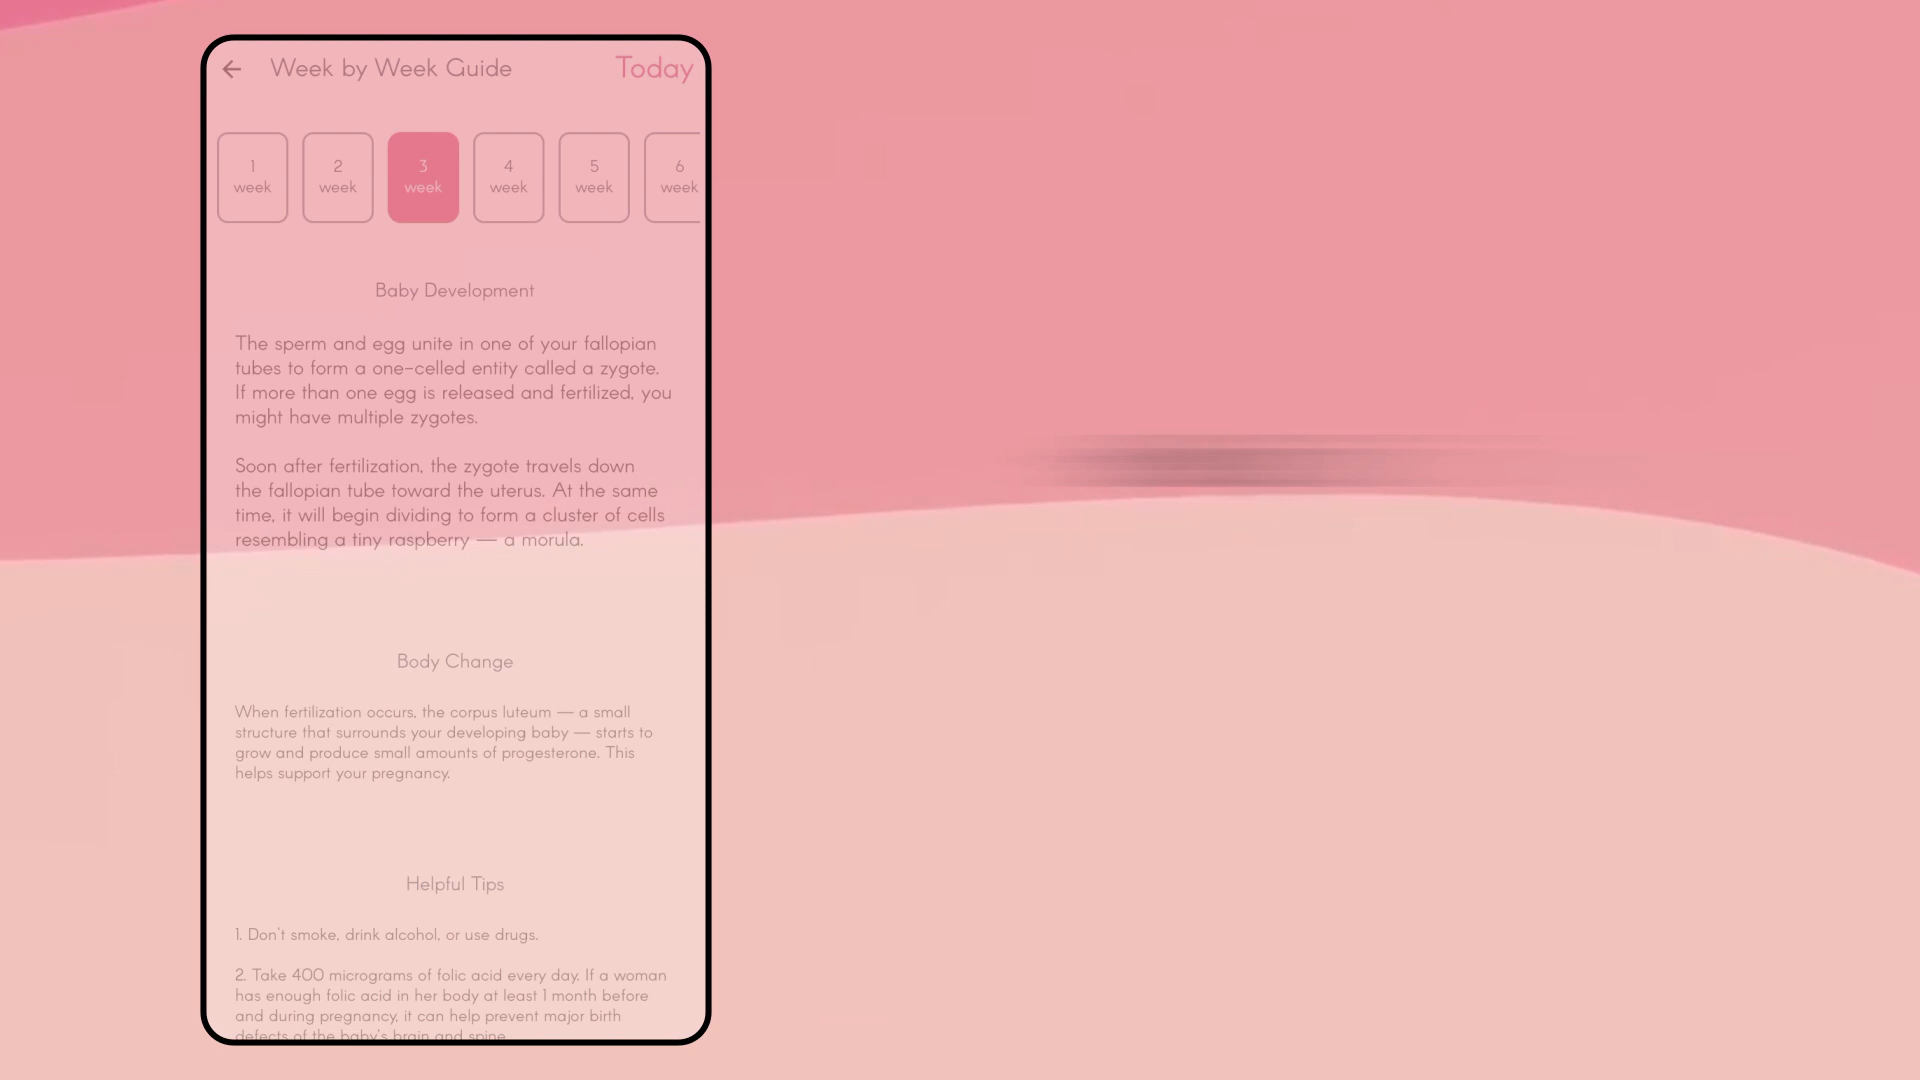 Week by Week Guide
Today
1
week
2
week
3
week
4
week
5
week
6
week
Baby Development
The sperm and egg unite in one of your fallopian
tubes to form a one-celled entity called a zygote.
If more than one egg is released and fertilized, you
might have multiple zygotes.
Soon after fertilization, the zygote travels down
the fallopian tube toward the uterus. At the same
time, it will begin dividing to form a cluster of cells
resembling a tiny raspberry — a morula.
Body Change
When fertilization occurs, the corpus luteum — a small
structure that surrounds your developing baby — starts to
grow and produce small amounts of progesterone. This
helps support your pregnancy.
Helpful Tips
1. Don't smoke, drink alcohol, or use drugs.
2. Take 400 micrograms of folic acid every day. If a woman
has enough folic acid in her body at least 1 month before
and during pregnancy, it can help prevent major birth
defects of the baby's brain and spine.